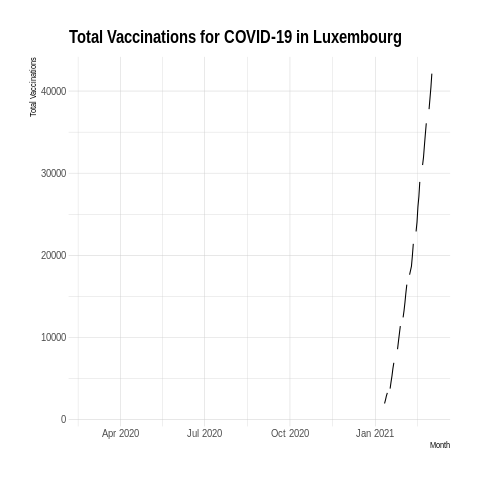 Total Vaccinations for COVID-19 in Luxembourg
Total Vaccinations
40000
30000
20000
10000
0
Apr 2020 Jul 2020 Oct 2020 Jan 2021
Month